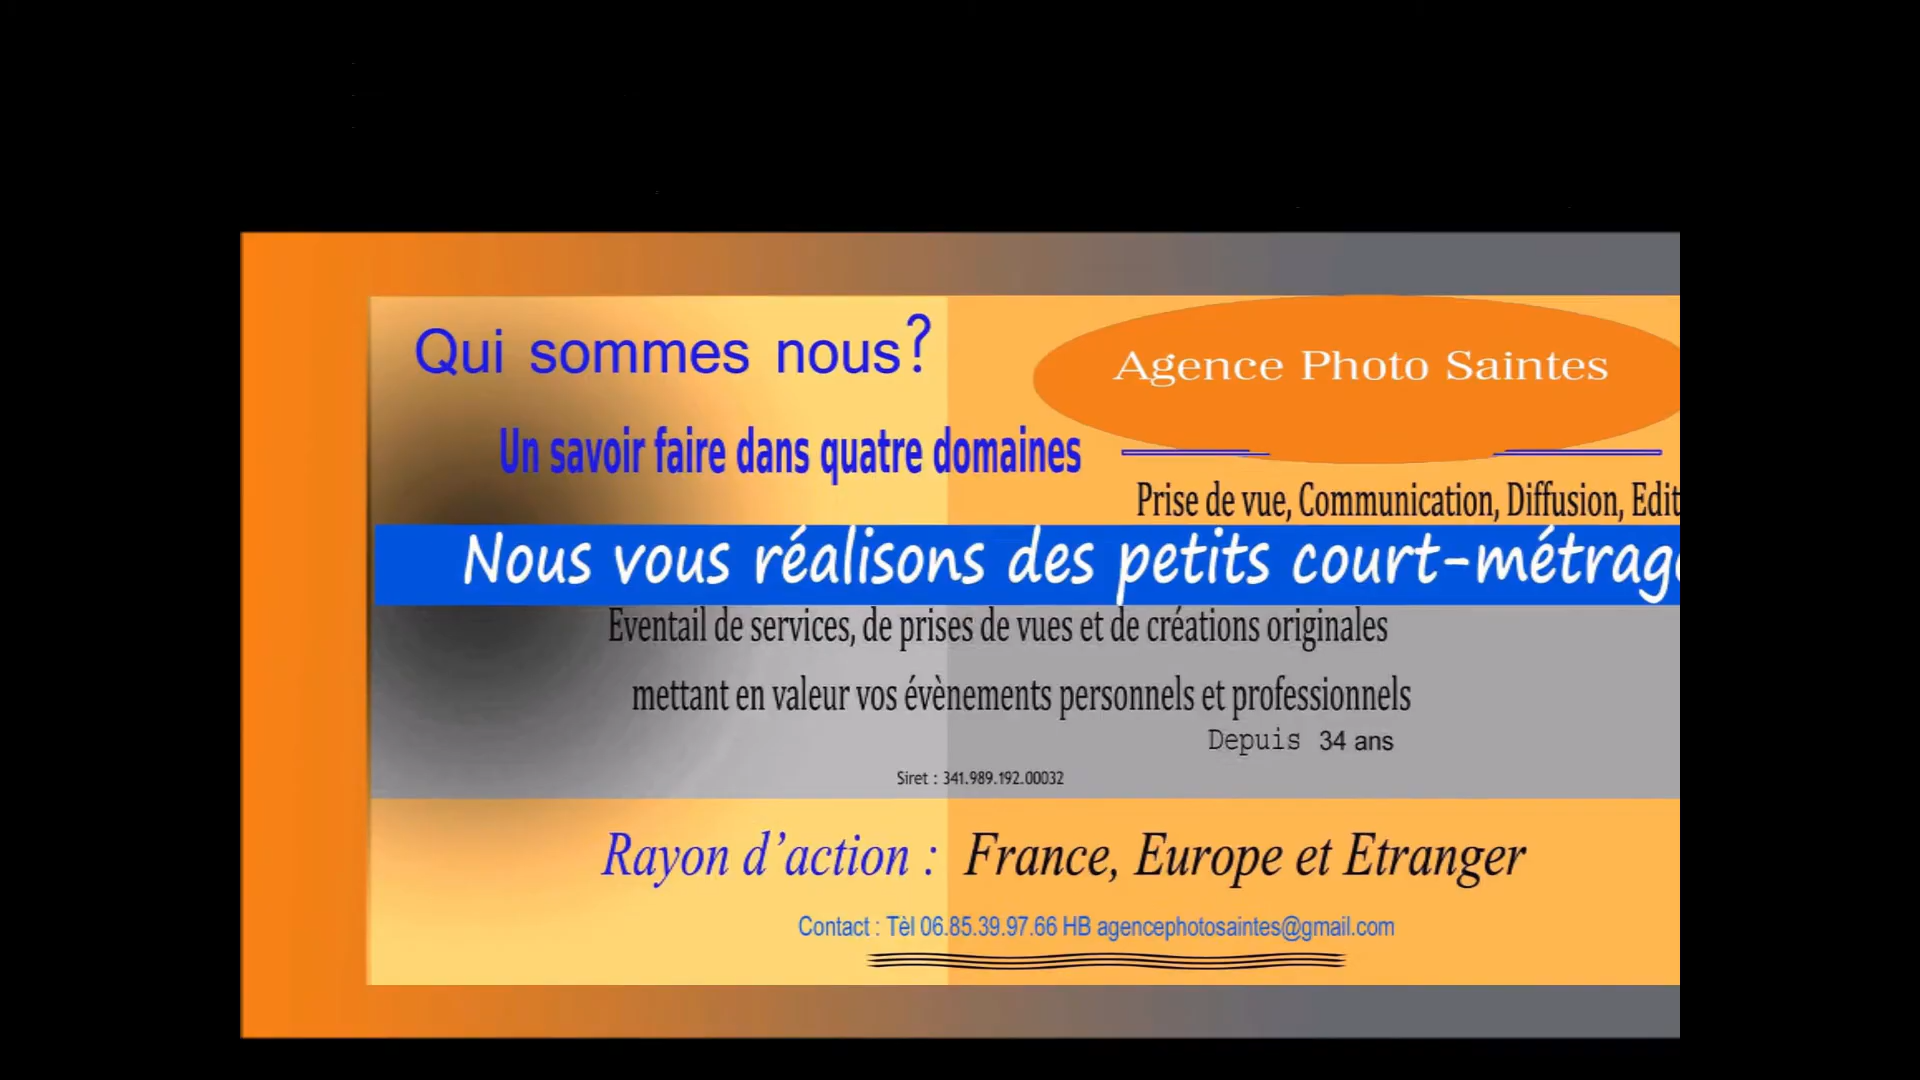 Qui sommes nous?
Agence Photo Saintes
Un savoir faire dans quatre domaines
Prise de vue, Communication, Diffusion, Edit
Nous vous réalisons des petits court-métrag
Eventail de services, de prises de vues et de créations originales
mettant en valeur vos évènements personnels et professionnels
Depuis 34 ans
Siret : 341.989.192.00032
Rayon d'action : France, Europe et Etranger
Contact : Tèl 06.85.39.97.66 HB agencephotosaintes@gmail.com